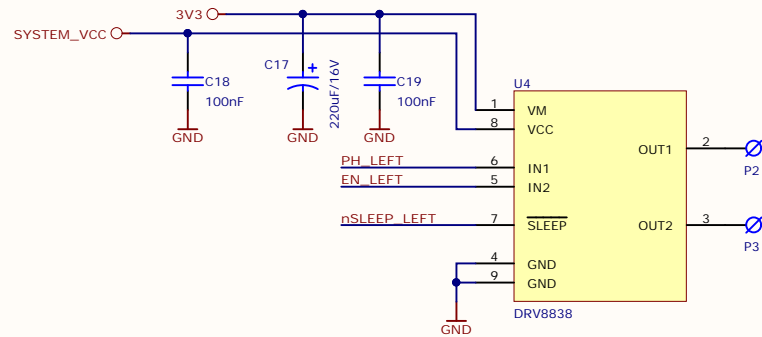 3V3
SYSTEM_VCC
C17
+
220uF/16V
C18
100nF
C19
100nF
GND
GND
GND
U4
1
VM
8
VCC
OUT1
2
P2
PH_LEFT
6
IN1
EN_LEFT
5
IN2
nSLEEP_LEFT
7
SLEEP
OUT2
3
P3
4
GND
9
GND
DRV8838
GND